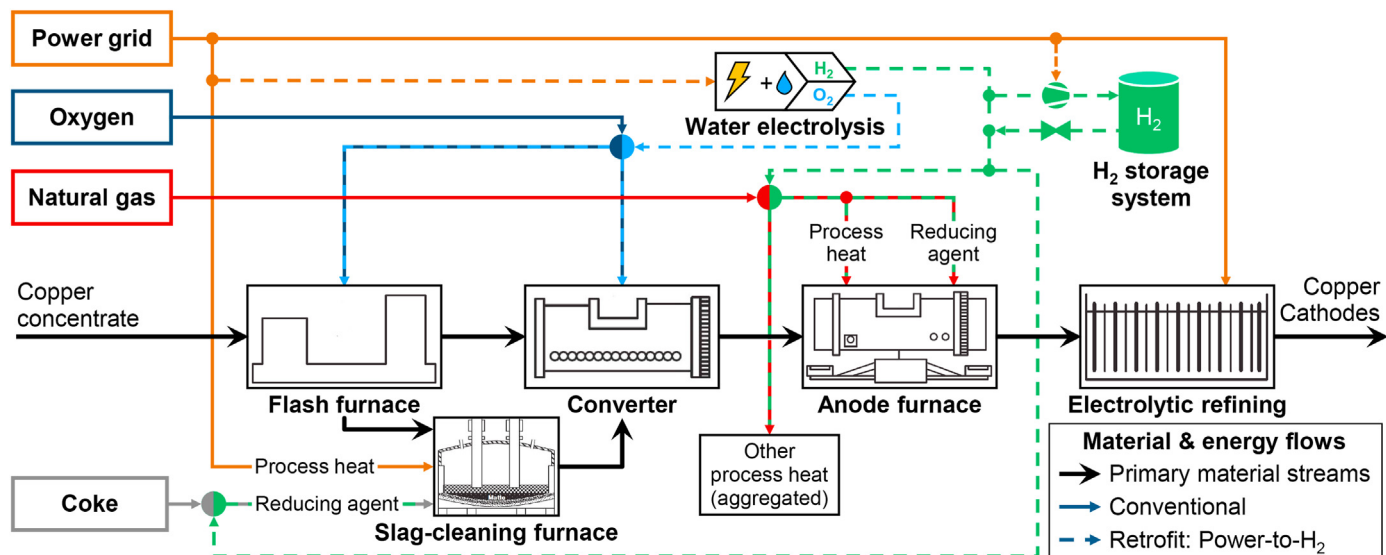 Power grid
H₂
O₂
+
Water electrolysis
Oxygen
H₂
H₂ storage
system
Natural gas
Process
heat
Reducing
agent
Copper
concentrate
Copper
Cathodes
Flash furnace
Converter
Anode furnace
Electrolytic refining
Process heat
Other
process heat
(aggregated)
Coke
Reducing agent
Slag-cleaning furnace
Material & energy flows
Primary material streams
Conventional
Retrofit: Power-to-H₂